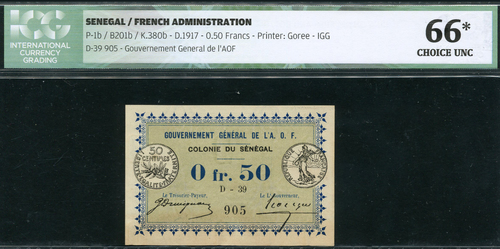 ICG
INTERNATIONAL
CURRENCY
GRADING
SENEGAL / FRENCH ADMINISTRATION
P-1b / B201b / K.380b - D.1917 - 0.50 Francs - Printer: Goree - IGG
D-39 905 - Gouvernement General de l'AOF
66*
CHOICE UNC
GOUVERNEMENT GÉNÉRAL DE L'A. O. F.
COLONIE DU SÉNÉGAL
50
CENTIMES
0 fr. 50
D - 39
Le Trésorier-Payeur,
Le Gouverneur,
905